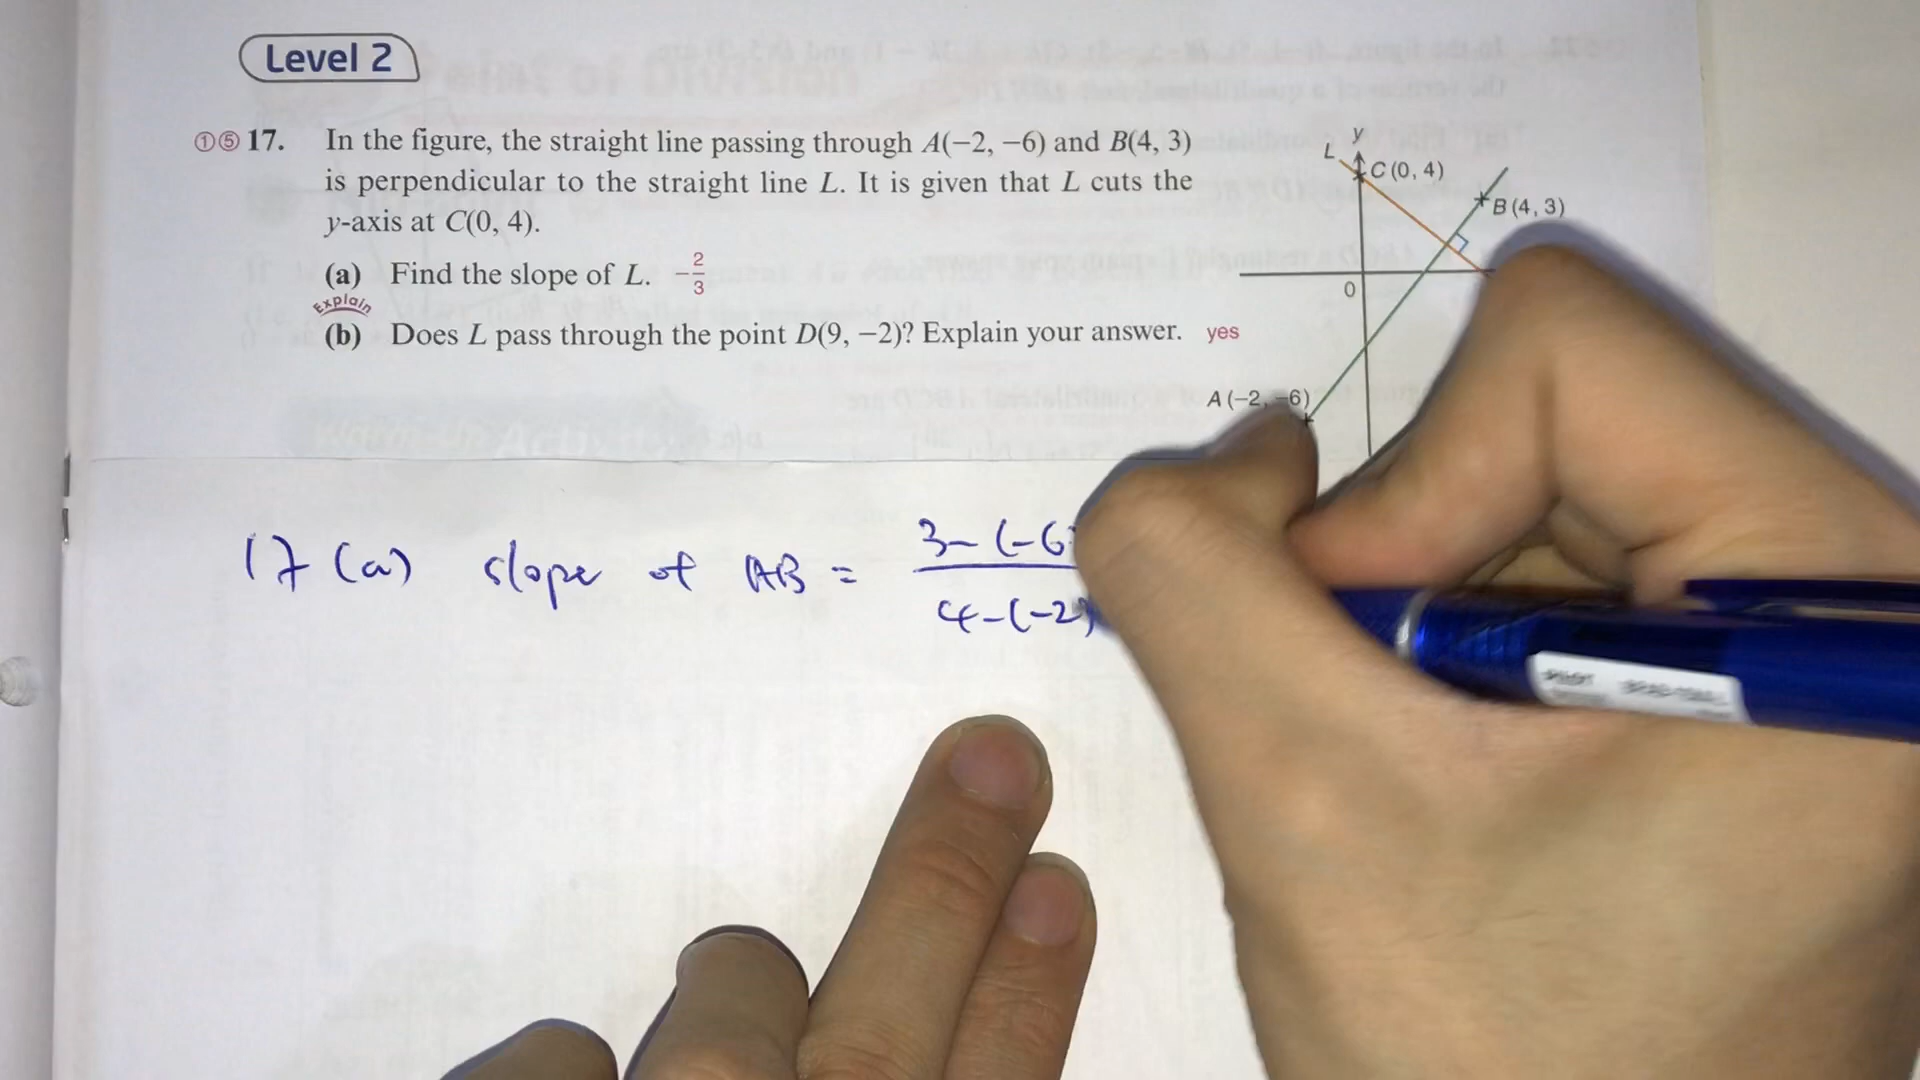 Level 2
①⑤ 17. In the figure, the straight line passing through A(−2, −6) and B(4, 3)
is perpendicular to the straight line L. It is given that L cuts the
y-axis at C(0, 4).
(a) Find the slope of L. −2/3
Explain
(b) Does L pass through the point D(9, −2)? Explain your answer. yes
y
L
C (0, 4)
B (4, 3)
0
A (−2, −6)
17 (a) slope of AB = 3-(-6
4-(-2)
PILOT